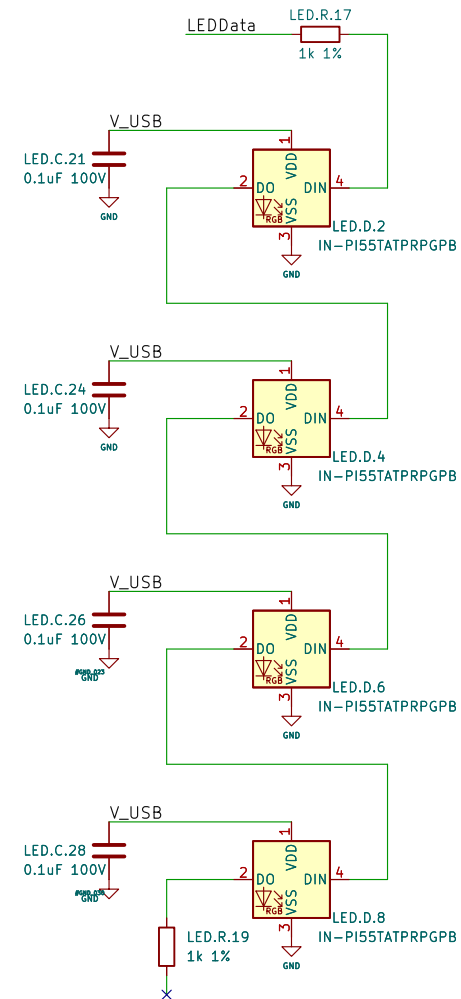 LED.R.17
LEDData
1k 1%
V_USB
1
LED.C.21
0.1uF 100V
VDD
2 DO DIN 4
RGB
VSS
GND
3
LED.D.2
IN-PI55TATPRPGPB
GND
V_USB
1
LED.C.24
0.1uF 100V
VDD
2 DO DIN 4
RGB
VSS
GND
3
LED.D.4
IN-PI55TATPRPGPB
GND
V_USB
1
LED.C.26
0.1uF 100V
VDD
2 DO DIN 4
RGB
VSS
#GND_023
GND
3
LED.D.6
IN-PI55TATPRPGPB
GND
V_USB
1
LED.C.28
0.1uF 100V
VDD
2 DO DIN 4
RGB
VSS
GND
3
LED.D.8
IN-PI55TATPRPGPB
LED.R.19
1k 1%
GND